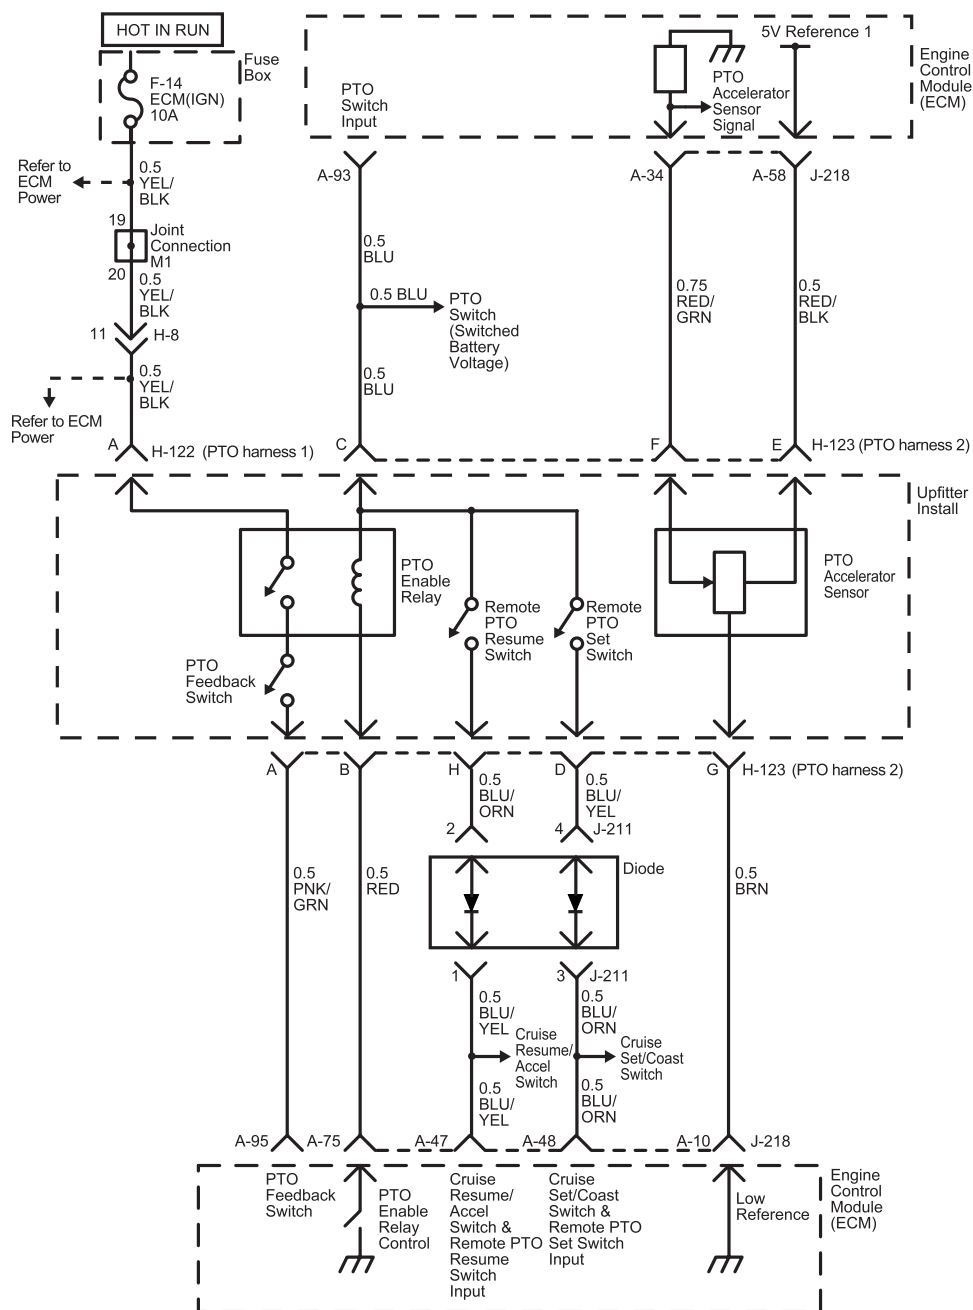 HOT IN RUN
Fuse
Box
F-14
ECM(IGN)
10A
Refer to
ECM
Power
0.5
YEL/
BLK
19
Joint
Connection
M1
20
0.5
YEL/
BLK
11
H-8
0.5
YEL/
BLK
Refer to ECM
Power
A
H-122 (PTO harness 1)
PTO
Switch
Input
PTO
Accelerator
Sensor
Signal
5V Reference 1
Engine
Control
Module
(ECM)
A-93
A-34
A-58
J-218
0.5
BLU
0.5 BLU
PTO
Switch
(Switched
Battery
Voltage)
0.5
BLU
0.75
RED/
GRN
0.5
RED/
BLK
C
F
E
H-123 (PTO harness 2)
Upfitter
Install
PTO
Enable
Relay
PTO
Feedback
Switch
Remote
PTO
Resume
Switch
Remote
PTO
Set
Switch
PTO
Accelerator
Sensor
A
B
H
D
G
H-123 (PTO harness 2)
0.5
BLU/
ORN
0.5
BLU/
YEL
2
4
J-211
Diode
0.5
PNK/
GRN
0.5
RED
0.5
BRN
1
3
J-211
0.5
BLU/
YEL
0.5
BLU/
ORN
Cruise
Resume/
Accel
Switch
Cruise
Set/Coast
Switch
0.5
BLU/
YEL
0.5
BLU/
ORN
A-95
A-75
A-47
A-48
A-10
J-218
PTO
Feedback
Switch
PTO
Enable
Relay
Control
Cruise
Resume/
Accel
Switch &
Remote PTO
Resume
Switch
Input
Cruise
Set/Coast
Switch &
Remote PTO
Set Switch
Input
Low
Reference
Engine
Control
Module
(ECM)